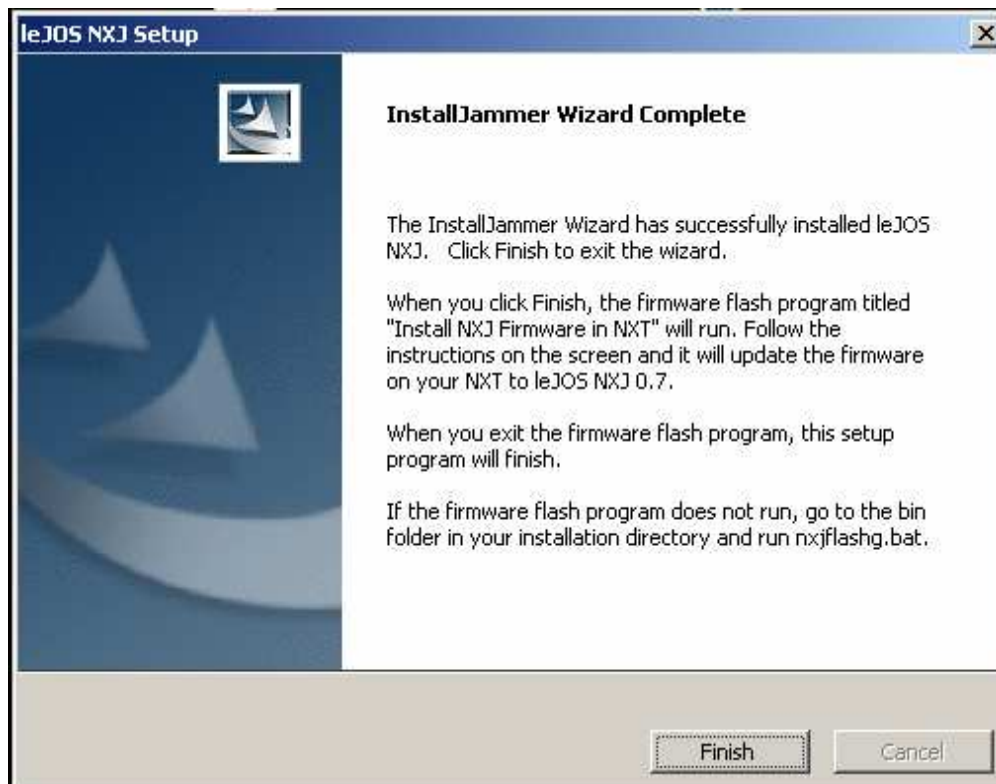 leJOS NXJ Setup
InstallJammer Wizard Complete
The InstallJammer Wizard has successfully installed leJOS
NXJ.   Click Finish to exit the wizard.
When you click Finish, the firmware flash program titled
"Install NXJ Firmware in NXT" will run. Follow the
instructions on the screen and it will update the firmware
on your NXT to leJOS NXJ 0.7.
When you exit the firmware flash program, this setup
program will finish.
If the firmware flash program does not run, go to the bin
folder in your installation directory and run nxjflashg.bat.
Finish
Cancel